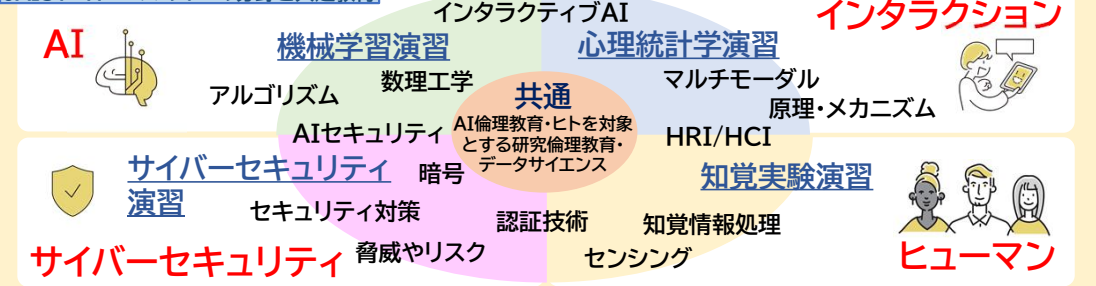 インタラクティブAI
インタラクション
AI
機械学習演習
心理統計学演習
数理工学
マルチモーダル
アルゴリズム
共通
原理・メカニズム
AIセキュリティ
AI倫理教育・ヒトを対象
とする研究倫理教育・
データサイエンス
HRI/HCI
サイバーセキュリティ
演習
暗号
知覚実験演習
セキュリティ対策
認証技術
知覚情報処理
脅威やリスク
センシング
サイバーセキュリティ
ヒューマン